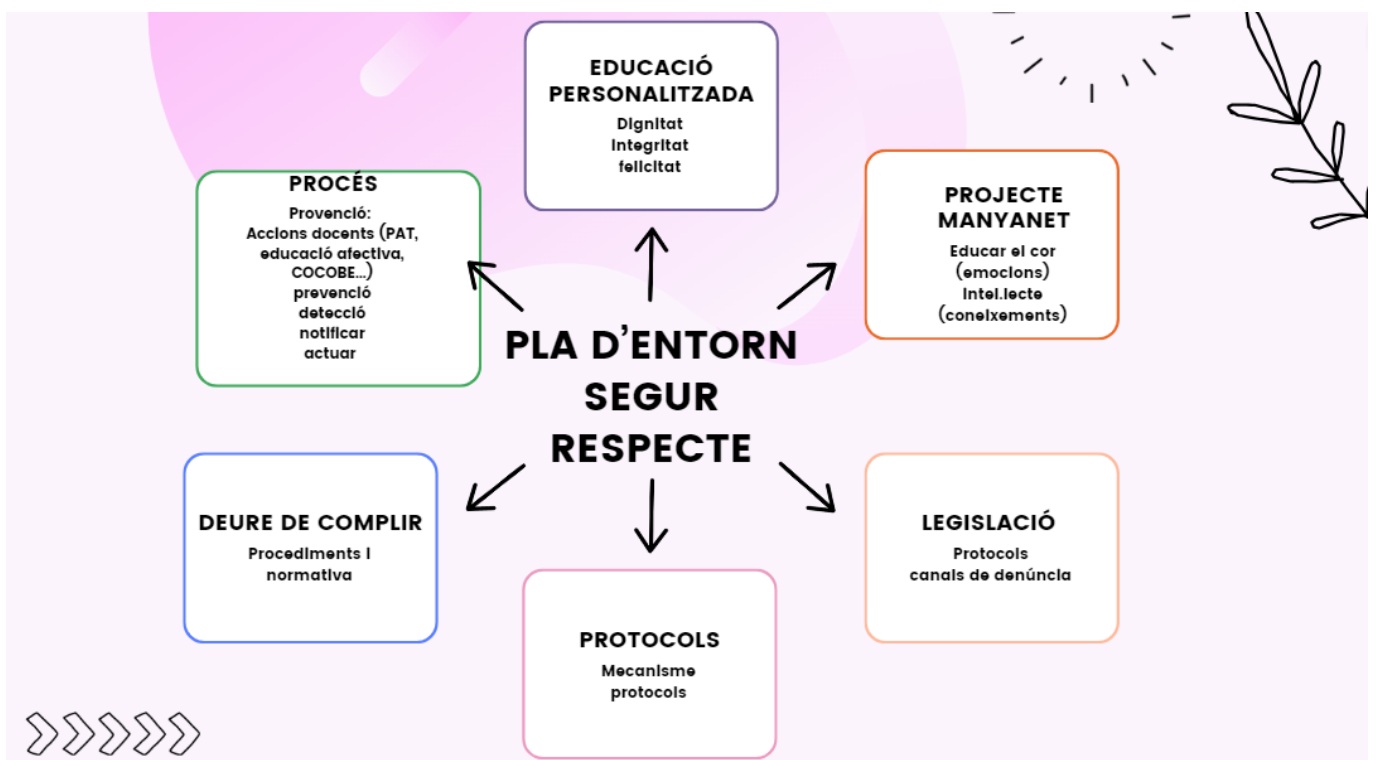 EDUCACIÓ
PERSONALITZADA
Dignitat
integritat
felicitat
PROCÉS
Provenció:
Accions docents (PAT,
educació afectiva,
COCOBE...)
prevenció
detecció
notificar
actuar
PROJECTE
MANYANET
Educar el cor
(emocions)
Intel.lecte
(coneixements)
PLA D'ENTORN
SEGUR
RESPECTE
DEURE DE COMPLIR
Procediments i
normativa
LEGISLACIÓ
Protocols
canals de denúncia
PROTOCOLS
Mecanisme
protocols